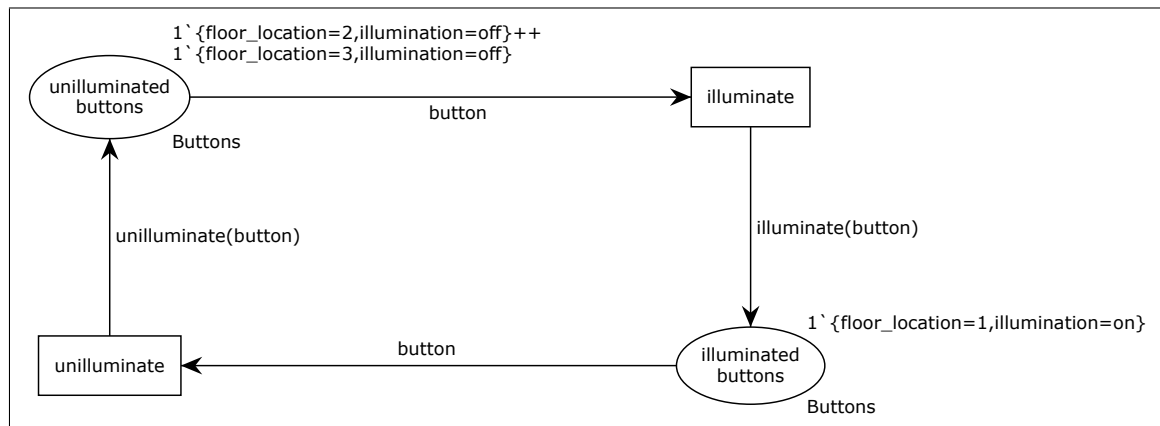 1`{floor_location=2,illumination=off}++
1`{floor_location=3,illumination=off}
unilluminated
buttons
Buttons
button
illuminate
unilluminate(button)
illuminate(button)
1`{floor_location=1,illumination=on}
unilluminate
button
illuminated
buttons
Buttons